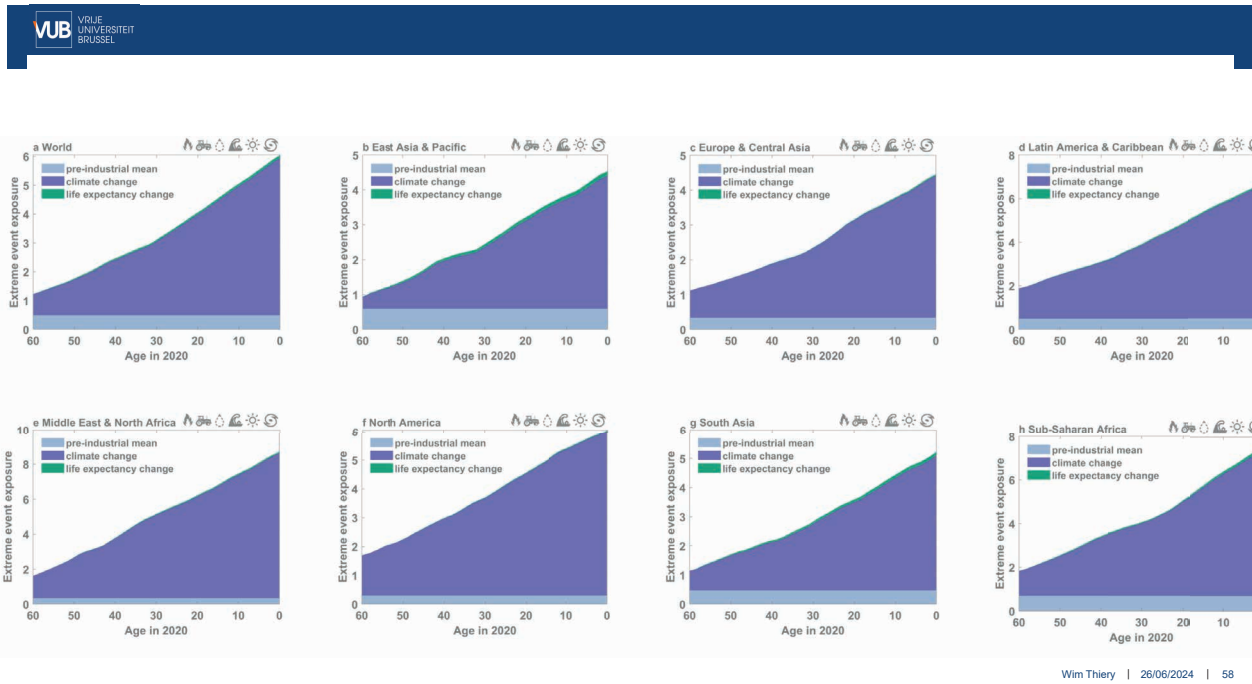 VUB
VRIJE
UNIVERSITEIT
BRUSSEL
a World
Extreme event exposure
6
5
4
3
2
1
0
pre-industrial mean
climate change
life expectancy change
60 50 40 30 20 10 0
Age in 2020
b East Asia & Pacific
Extreme event exposure
5
4
3
2
1
0
pre-industrial mean
climate change
life expectancy change
60 50 40 30 20 10 0
Age in 2020
c Europe & Central Asia
Extreme event exposure
5
4
3
2
1
0
pre-industrial mean
climate change
life expectancy change
60 50 40 30 20 10 0
Age in 2020
d Latin America & Caribbean
Extreme event exposure
8
6
4
2
0
pre-industrial mean
climate change
life expectancy change
60 50 40 30 20 10
Age in 2020
e Middle East & North Africa
Extreme event exposure
10
8
6
4
2
0
pre-industrial mean
climate change
life expectancy change
60 50 40 30 20 10 0
Age in 2020
f North America
Extreme event exposure
6
5
4
3
2
1
0
pre-industrial mean
climate change
life expectancy change
60 50 40 30 20 10 0
Age in 2020
g South Asia
Extreme event exposure
6
5
4
3
2
1
0
pre-industrial mean
climate change
life expectancy change
60 50 40 30 20 10 0
Age in 2020
h Sub-Saharan Africa
Extreme event exposure
8
6
4
2
0
pre-industrial mean
climate change
life expectancy change
60 50 40 30 20 10
Age in 2020
Wim Thiery | 26/06/2024 | 58